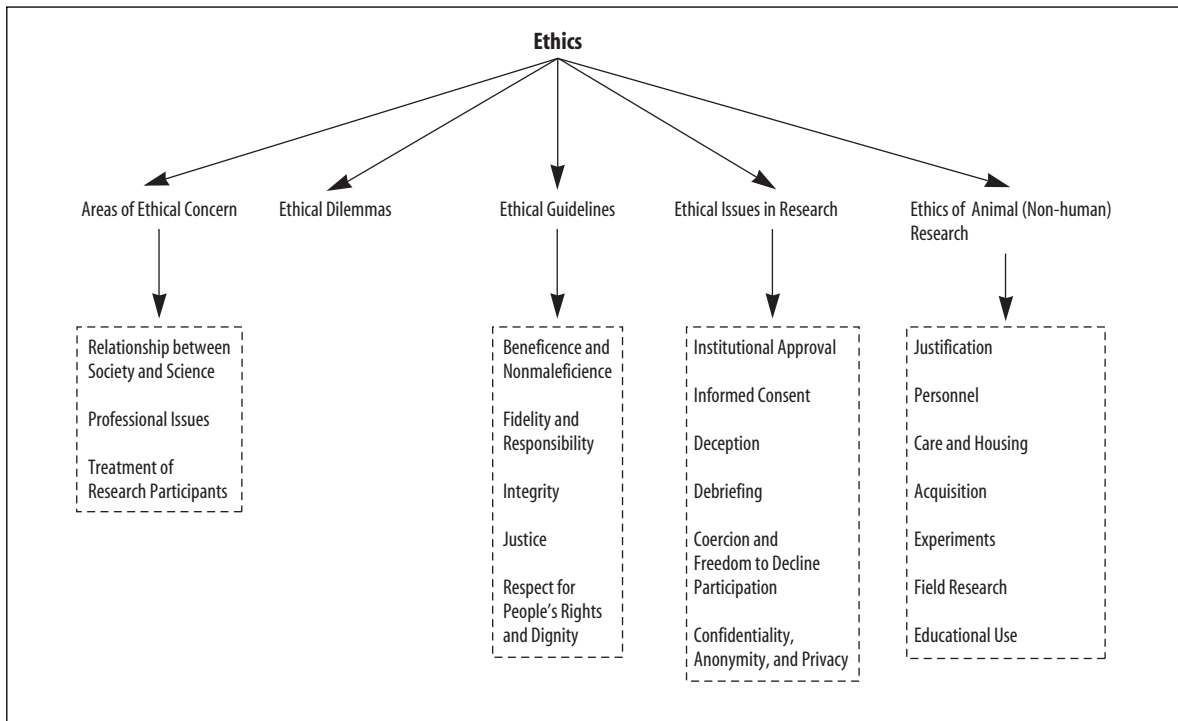 Ethics
Areas of Ethical Concern
Ethical Dilemmas
Ethical Guidelines
Ethical Issues in Research
Ethics of Animal (Non-human)
Research
Relationship between
Society and Science
Professional Issues
Treatment of
Research Participants
Beneficence and
Nonmaleficience
Fidelity and
Responsibility
Integrity
Justice
Respect for
People's Rights
and Dignity
Institutional Approval
Informed Consent
Deception
Debriefing
Coercion and
Freedom to Decline
Participation
Confidentiality,
Anonymity, and Privacy
Justification
Personnel
Care and Housing
Acquisition
Experiments
Field Research
Educational Use